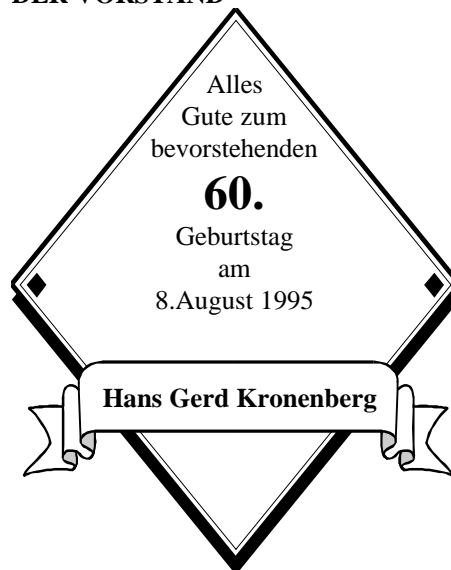 DER VORSTAND
Alles
Gute zum
bevorstehenden
60.
Geburtstag
am
8.August 1995
Hans Gerd Kronenberg